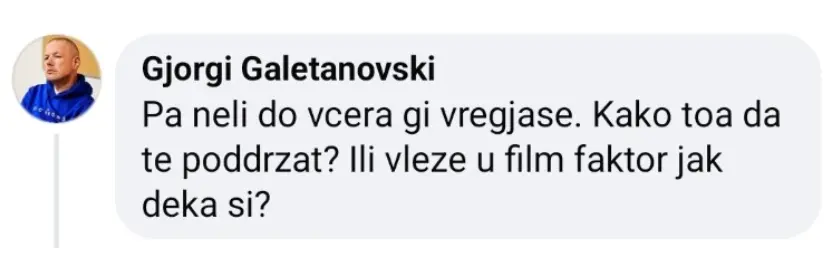 Gjorgi Galetanovski
Pa neli do vcera gi vregjase. Kako toa da
te poddrzat? Ili vleze u film faktor jak
deka si?